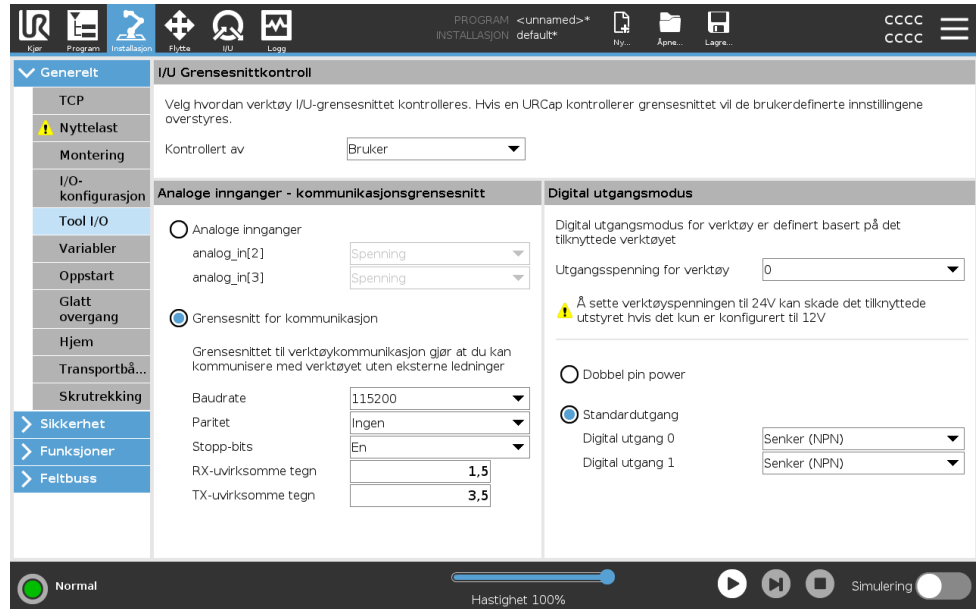 PROGRAM <unnamed>*
INSTALLASJON default*
CCCC
CCCC
UR
Kjør
Program
Installasjon
Flytte
I/U
Logg
Ny...
Åpne...
Lagre...
Generelt
TCP
Nyttelast
Montering
I/O-
konfigurasjon
Tool I/O
Variabler
Oppstart
Glatt
overgang
Hjem
Transportbå...
Skrutrekking
Sikkerhet
Funksjoner
Feltbuss
I/U Grensesnittkontroll
Velg hvordan verktøy I/U-grensesnittet kontrolleres. Hvis en URCap kontrollerer grensesnittet vil de brukerdefinerte innstillingene
overstyres.
Kontrollert av Bruker
Analoge innganger - kommunikasjonsgrensesnitt
Analoge innganger
analog_in[2] Spenning
analog_in[3] Spenning
Grensesnitt for kommunikasjon
Grensesnittet til verktøykommunikasjon gjør at du kan
kommunisere med verktøyet uten eksterne ledninger
Baudrate 115200
Paritet Ingen
Stopp-bits En
RX-uvirksomme tegn 1,5
TX-uvirksomme tegn 3,5
Digital utgangsmodus
Digital utgangsmodus for verktøy er definert basert på det
tilknyttede verktøyet
Utgangsspenning for verktøy 0
Å sette verktøyspenningen til 24V kan skade det tilknyttede
utstyret hvis det kun er konfigurert til 12V
Dobbel pin power
Standardutgang
Digital utgang 0 Senker (NPN)
Digital utgang 1 Senker (NPN)
Normal
Hastighet 100%
Simulering